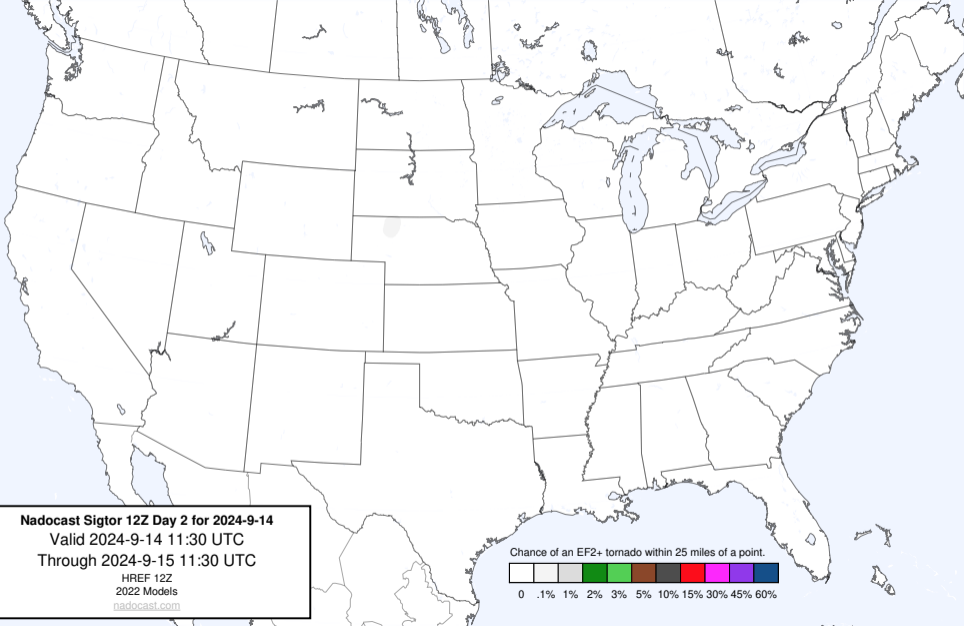 Nadocast Sigtor 12Z Day 2 for 2024-9-14
Valid 2024-9-14 11:30 UTC
Through 2024-9-15 11:30 UTC
HREF 12Z
2022 Models
nadocast.com
Chance of an EF2+ tornado within 25 miles of a point.
0 .1% 1% 2% 3% 5% 10% 15% 30% 45% 60%